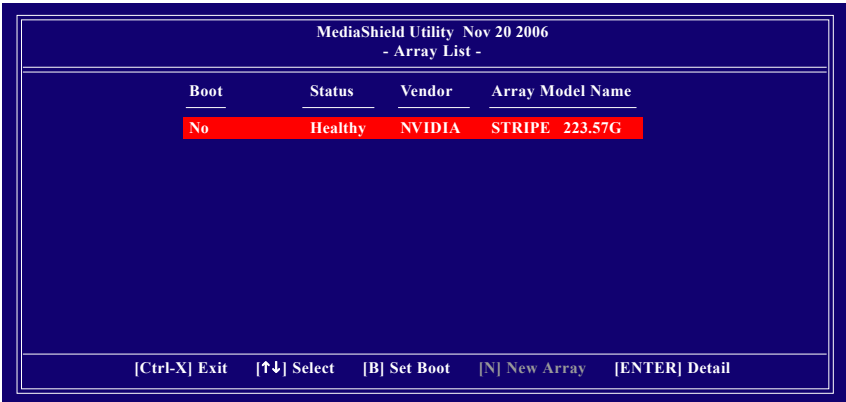 MediaShield Utility Nov 20 2006
- Array List -
Boot Status Vendor Array Model Name
No Healthy NVIDIA STRIPE 223.57G
[Ctrl-X] Exit [↑↓] Select [B] Set Boot [N] New Array [ENTER] Detail